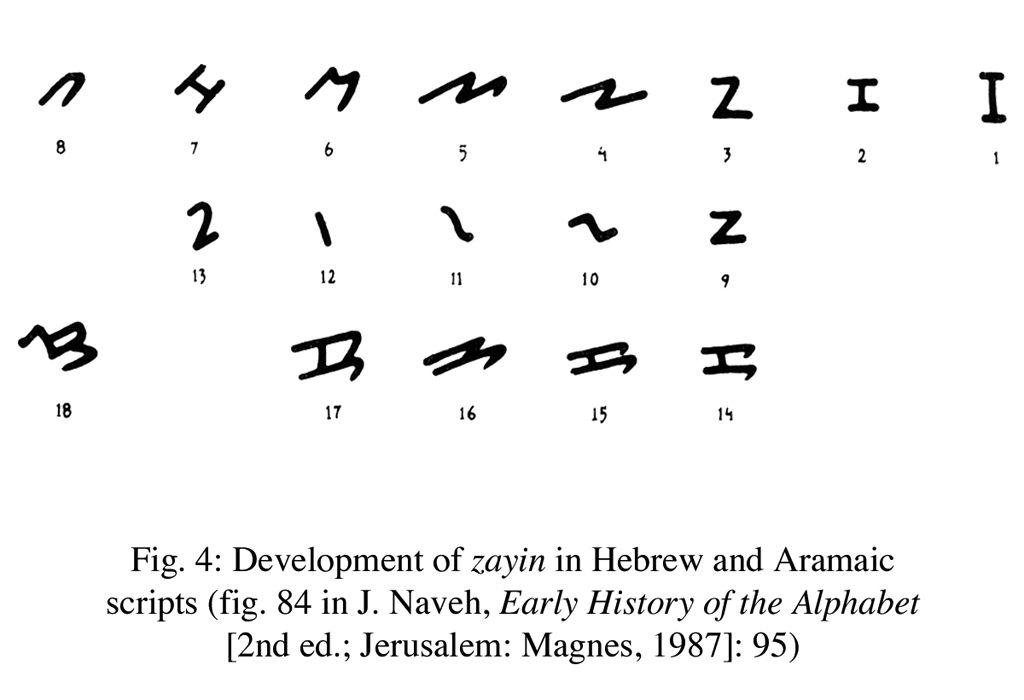 8 7 6 5 4 3 2 1
13 12 11 10 9
18 17 16 15 14
Fig. 4: Development of zayin in Hebrew and Aramaic
scripts (fig. 84 in J. Naveh, Early History of the Alphabet
[2nd ed.; Jerusalem: Magnes, 1987]: 95)